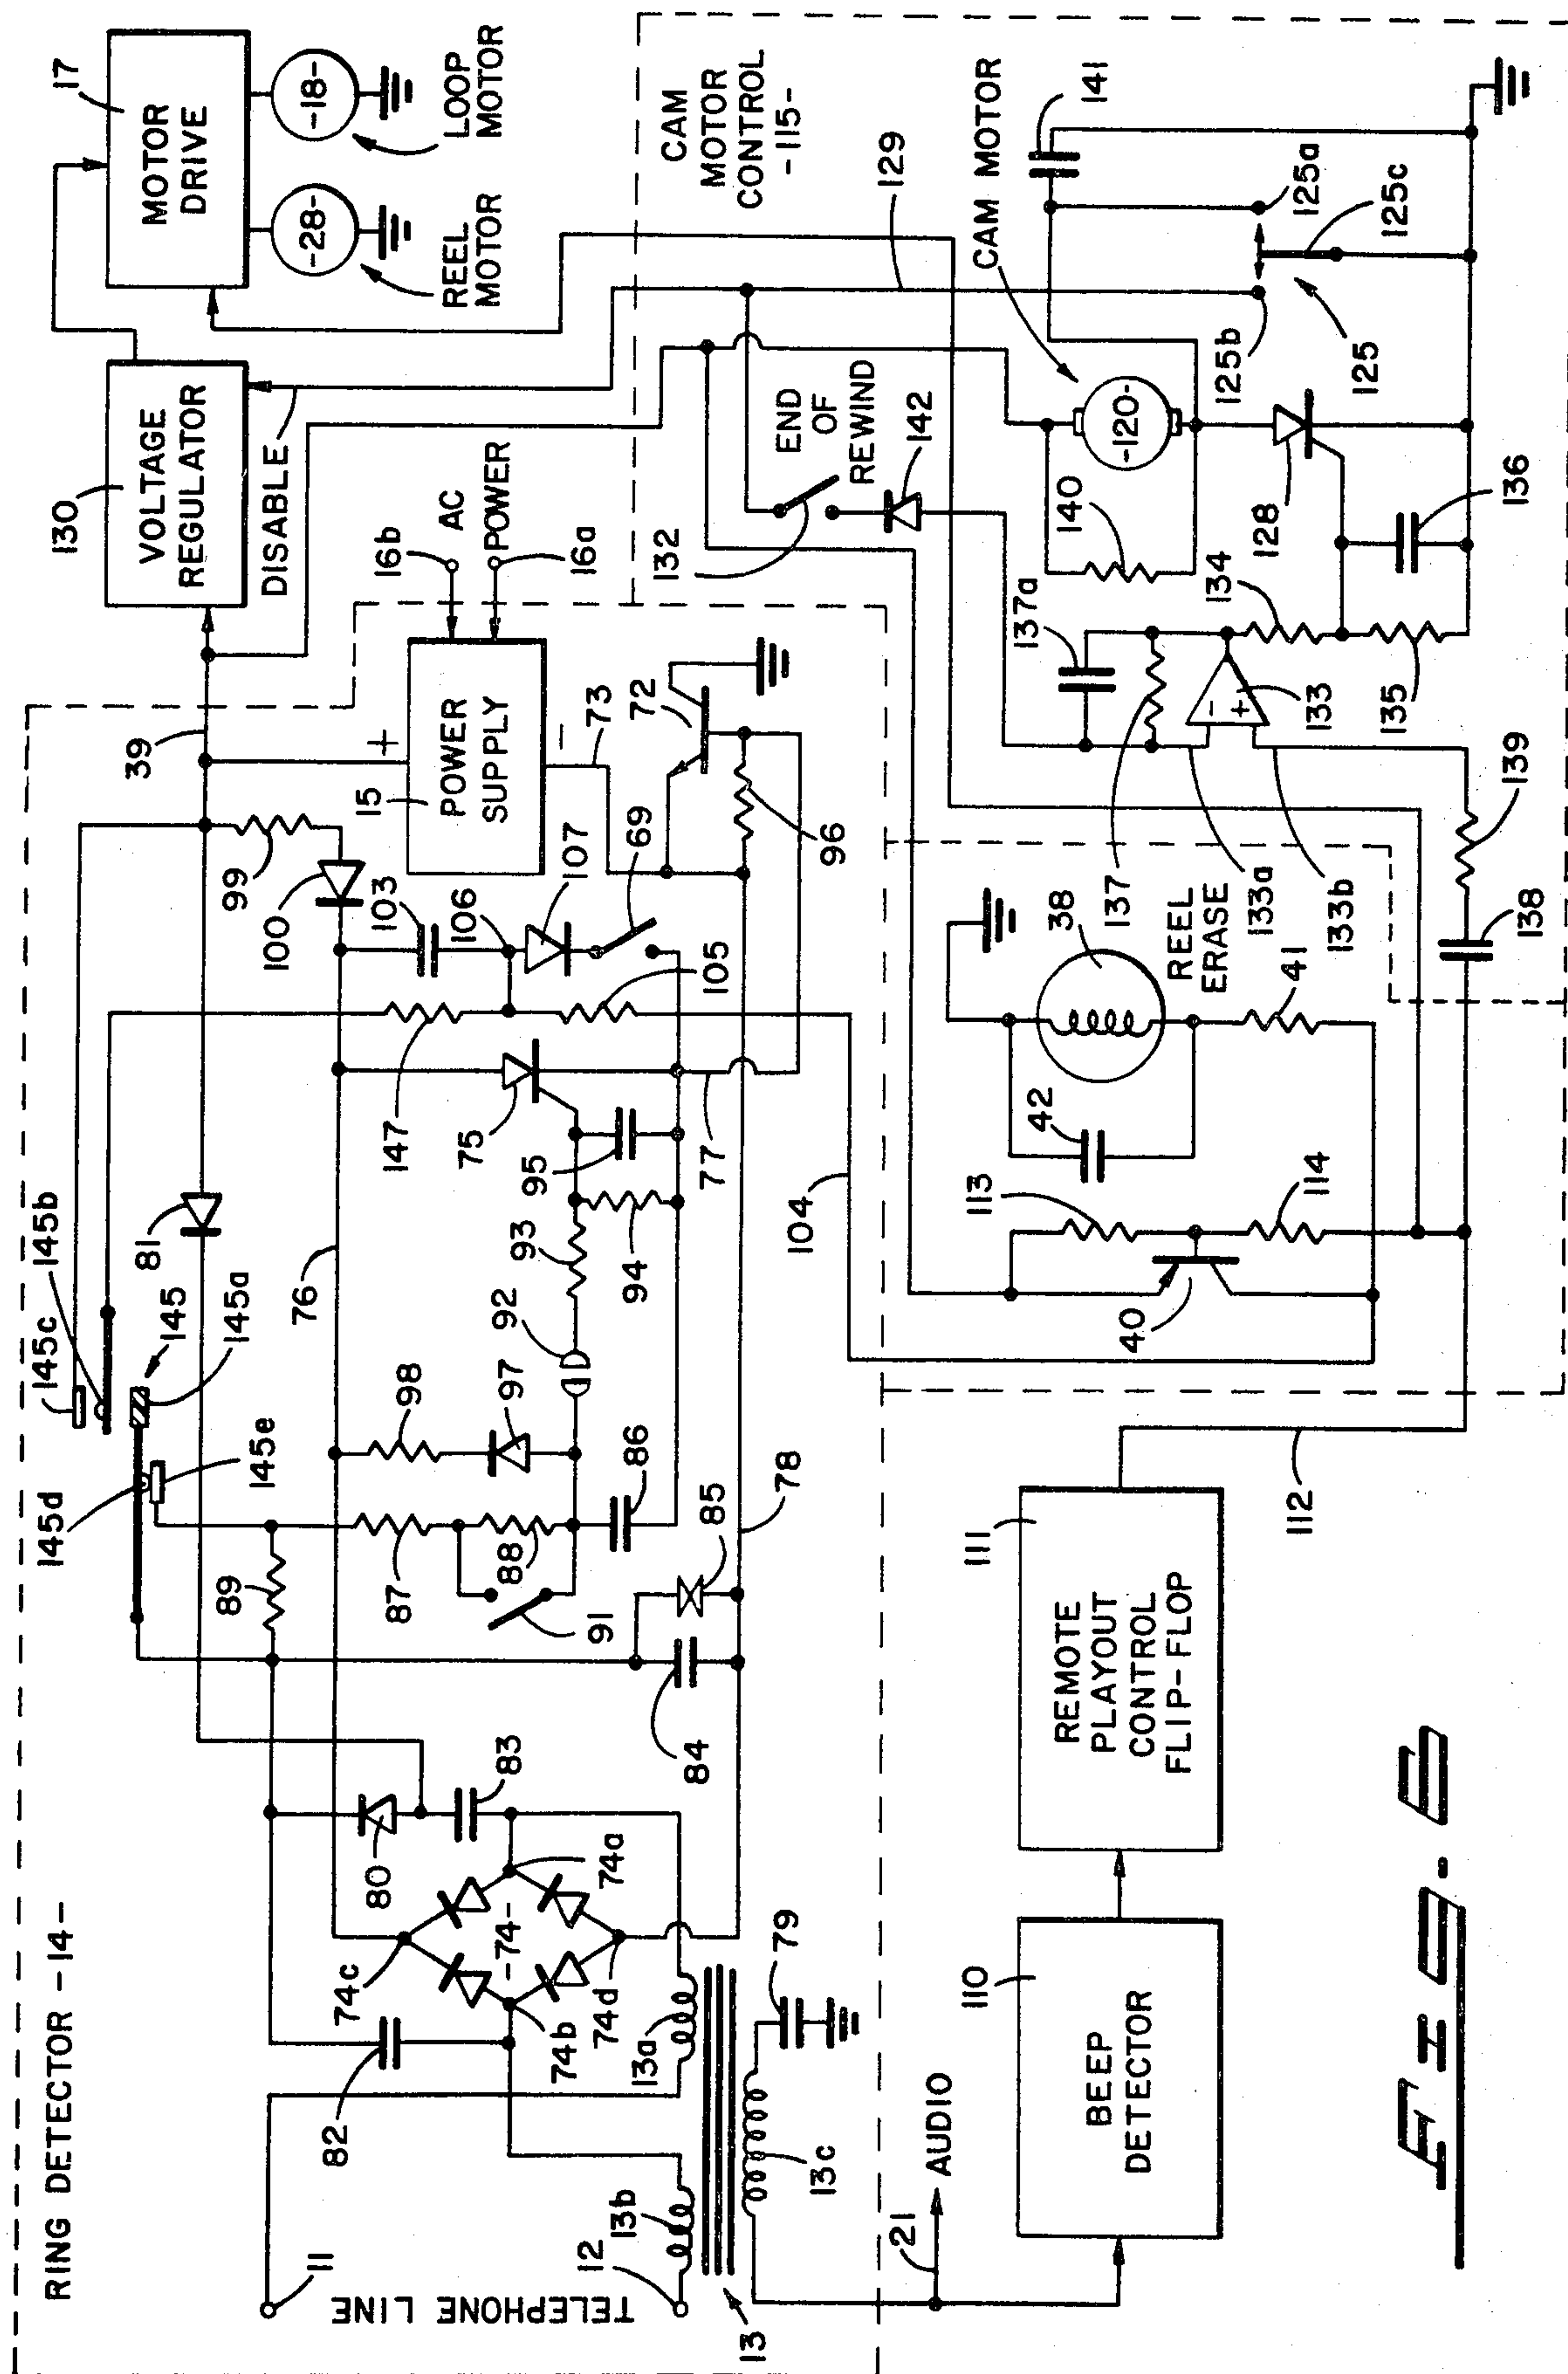 RING DETECTOR -14-
TELEPHONE LINE
11
12
13
13a
13b
13c
79
82
74c
74b
74d
-74-
74a
80
83
84
85
78
86
87
88
89
91
145d
145e
145a
145
145b
145c
81
76
98
97
92
93
94
95
75
77
147
105
106
107
69
103
100
99
96
72
73
39
15
+
POWER SUPPLY
-
16b
AC
POWER
16a
130
VOLTAGE REGULATOR
DISABLE
17
MOTOR DRIVE
-28-
-18-
REEL MOTOR
LOOP MOTOR
CAM MOTOR CONTROL -115-
129
CAM MOTOR
141
125a
125c
125b
125
END OF REWIND
132
142
140
-120-
128
136
134
135
137a
137
133
-
+
133a
133b
139
138
104
113
114
40
42
38
41
REEL ERASE
21
AUDIO
110
BEEP DETECTOR
111
REMOTE PLAYOUT CONTROL FLIP-FLOP
112
FIG. 8